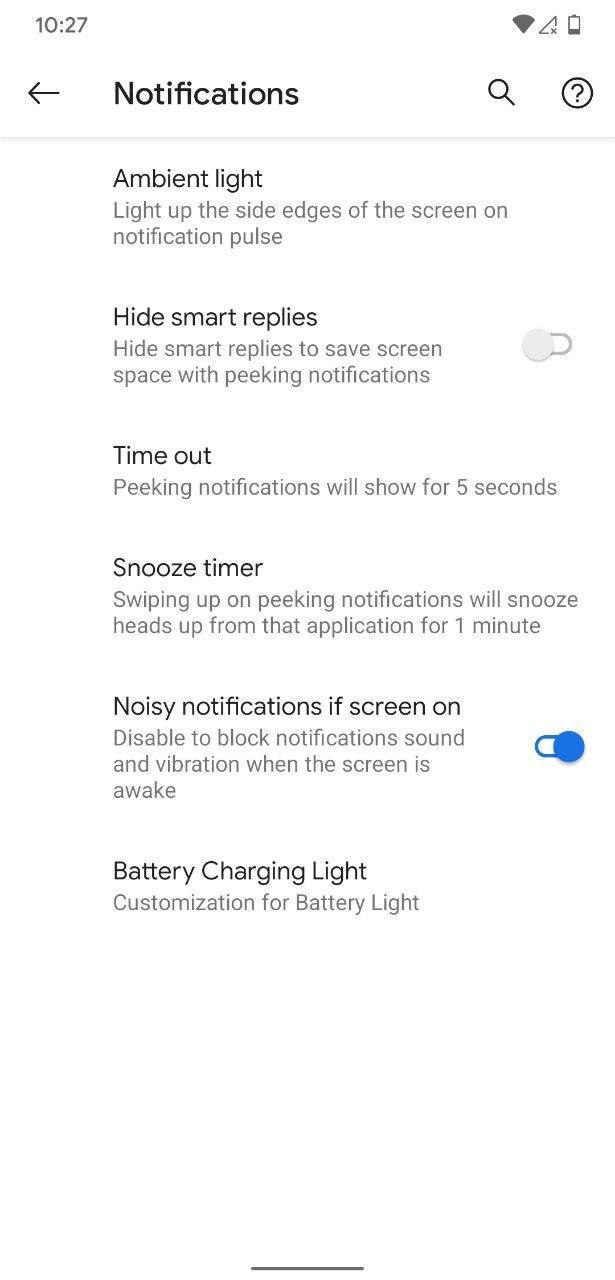 10:27
Notifications
Ambient light
Light up the side edges of the screen on
notification pulse
Hide smart replies
Hide smart replies to save screen
space with peeking notifications
Time out
Peeking notifications will show for 5 seconds
Snooze timer
Swiping up on peeking notifications will snooze
heads up from that application for 1 minute
Noisy notifications if screen on
Disable to block notifications sound
and vibration when the screen is
awake
Battery Charging Light
Customization for Battery Light